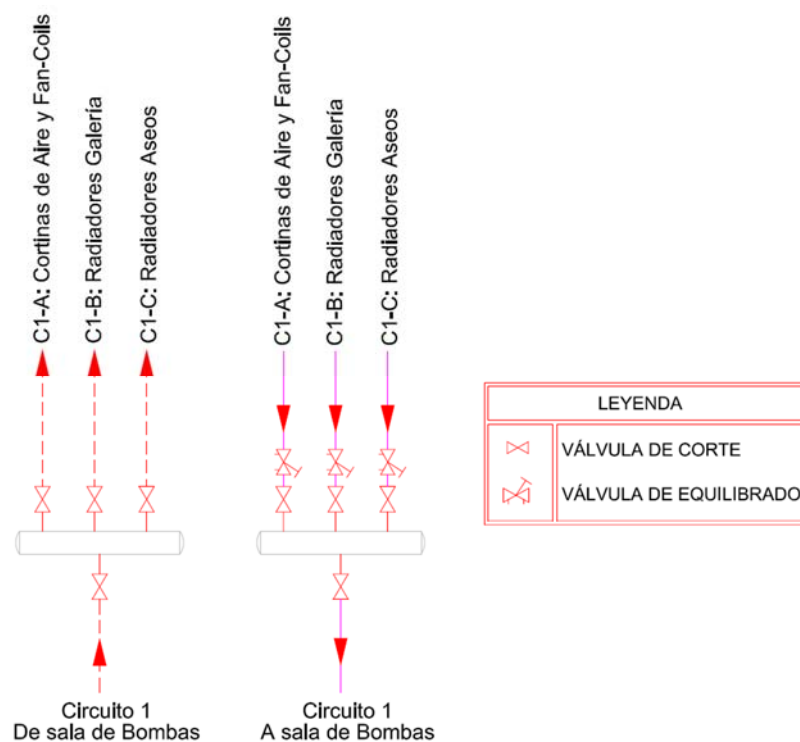 C1-A: Cortinas de Aire y Fan-Coils
C1-B: Radiadores Galería
C1-C: Radiadores Aseos
C1-A: Cortinas de Aire y Fan-Coils
C1-B: Radiadores Galería
C1-C: Radiadores Aseos
LEYENDA
VÁLVULA DE CORTE
VÁLVULA DE EQUILIBRADO
Circuito 1
De sala de Bombas
Circuito 1
A sala de Bombas